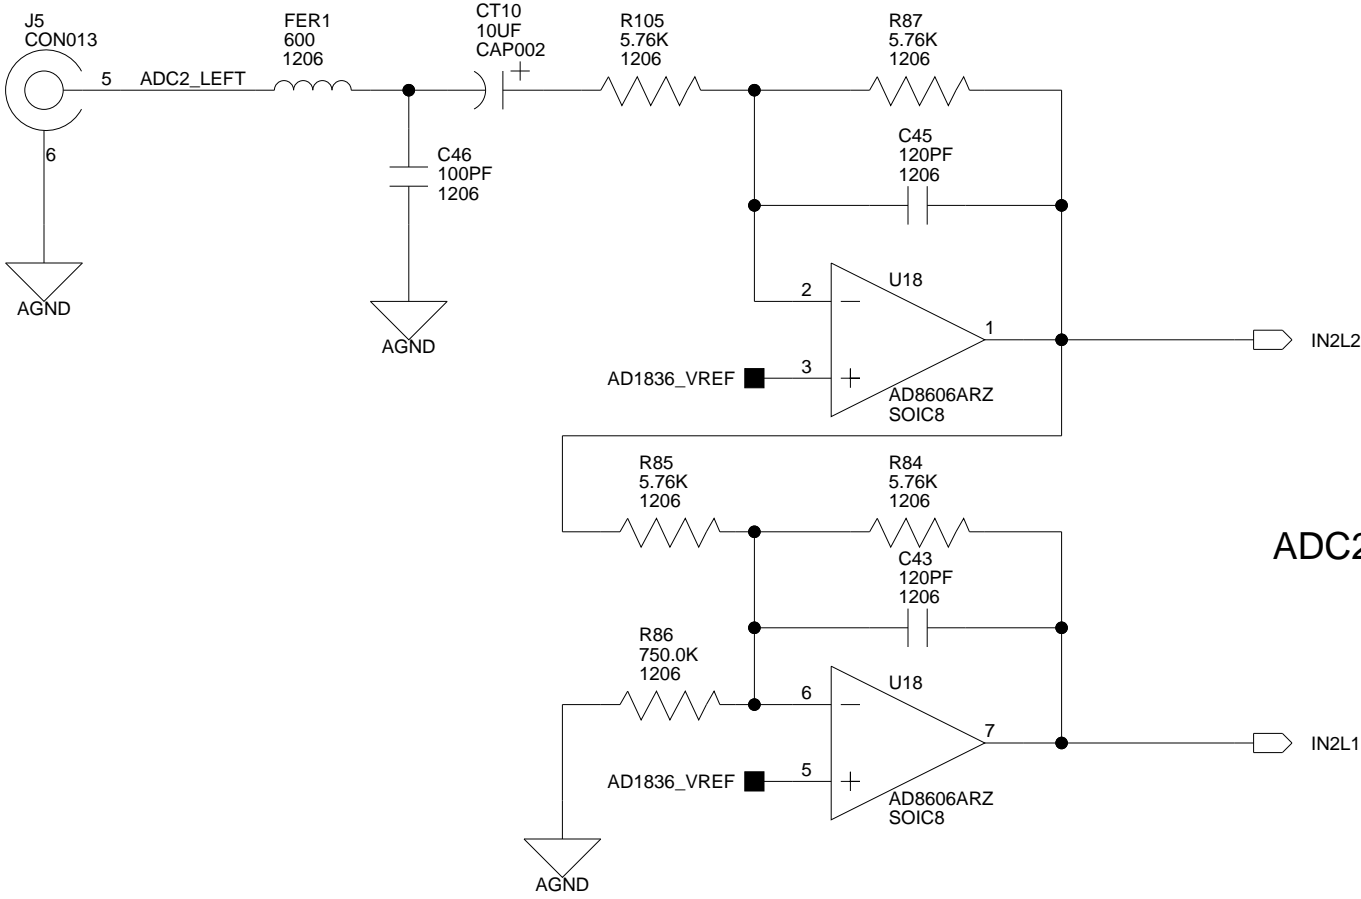 J5
CON013
5
ADC2_LEFT
6
AGND
FER1
600
1206
CT10
10UF
CAP002
C46
100PF
1206
AGND
R105
5.76K
1206
R87
5.76K
1206
C45
120PF
1206
U18
2
3
1
AD1836_VREF
AD8606ARZ
SOIC8
IN2L2
R85
5.76K
1206
R84
5.76K
1206
C43
120PF
1206
ADC2
R86
750.0K
1206
U18
6
5
7
AD1836_VREF
AD8606ARZ
SOIC8
IN2L1
AGND